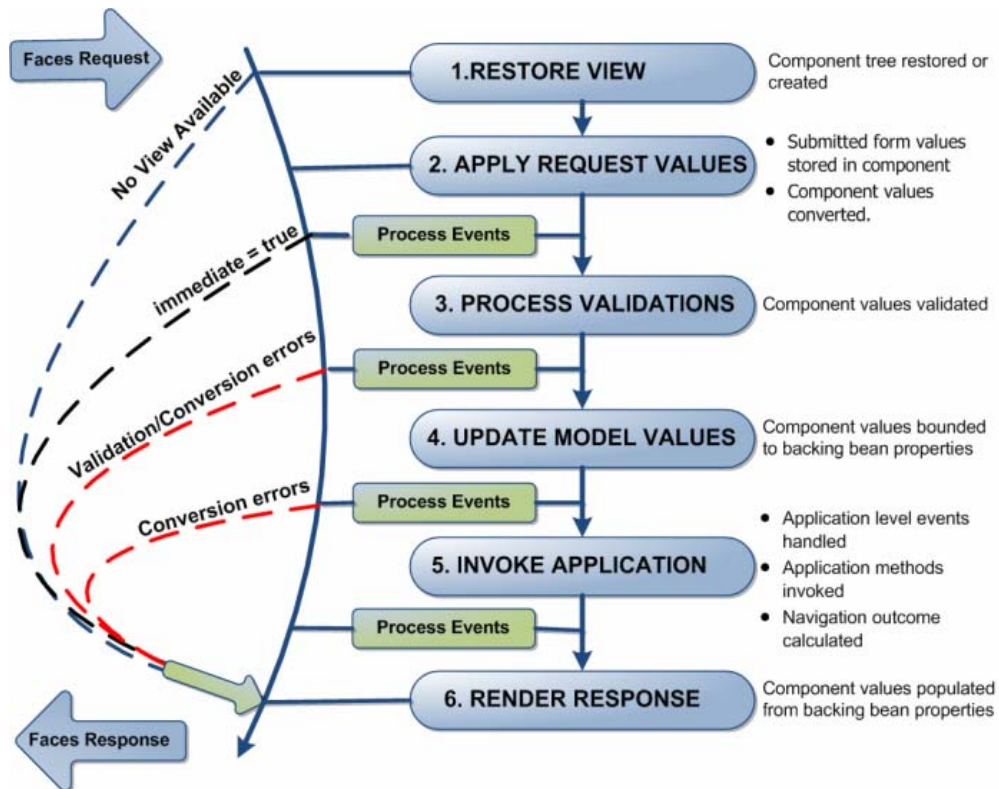 Faces Request
1.RESTORE VIEW
Component tree restored or
created
No View Available
2. APPLY REQUEST VALUES
• Submitted form values
stored in component
• Component values
converted.
Process Events
immediate = true
3. PROCESS VALIDATIONS
Component values validated
Process Events
Validation/Conversion errors
4. UPDATE MODEL VALUES
Component values bounded
to backing bean properties
Process Events
Conversion errors
5. INVOKE APPLICATION
• Application level events
handled
• Application methods
invoked
• Navigation outcome
calculated
Process Events
6. RENDER RESPONSE
Component values populated
from backing bean properties
Faces Response